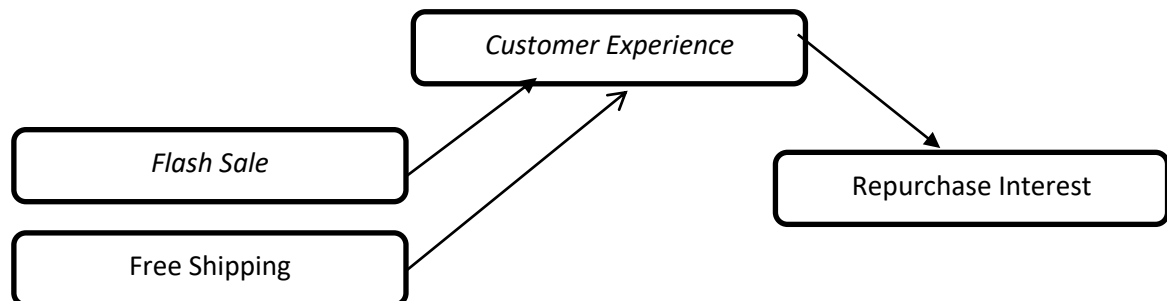 Customer Experience
Flash Sale
Repurchase Interest
Free Shipping